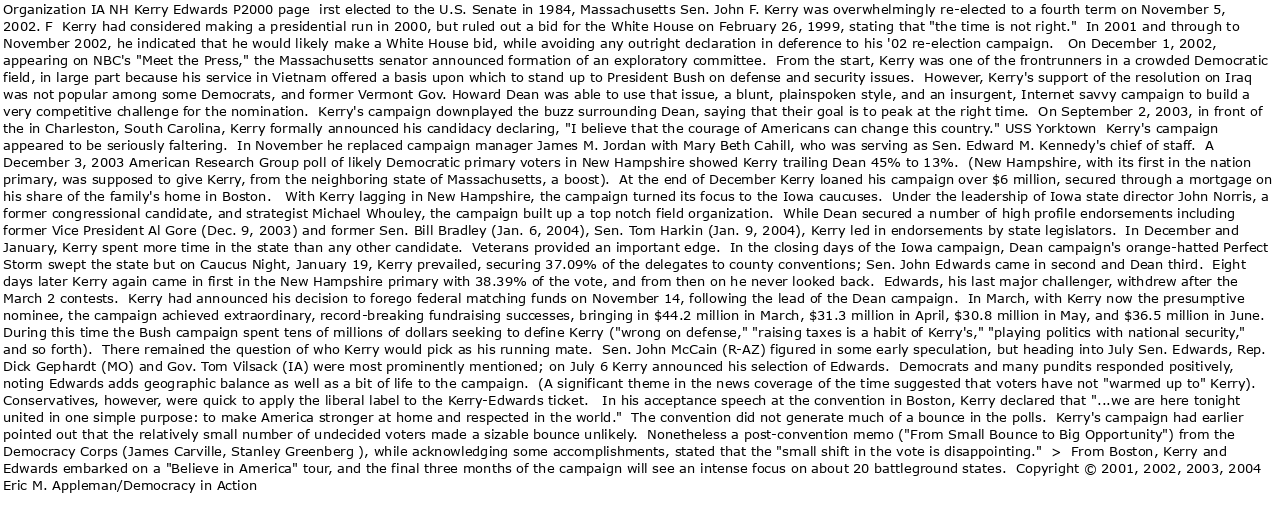 Organization IA NH Kerry Edwards P2000 page  irst elected to the U.S. Senate in 1984, Massachusetts Sen. John F. Kerry was overwhelmingly re-elected to a fourth term on November 5,
2002. F  Kerry had considered making a presidential run in 2000, but ruled out a bid for the White House on February 26, 1999, stating that "the time is not right."  In 2001 and through to
November 2002, he indicated that he would likely make a White House bid, while avoiding any outright declaration in deference to his '02 re-election campaign.   On December 1, 2002,
appearing on NBC's "Meet the Press," the Massachusetts senator announced formation of an exploratory committee.  From the start, Kerry was one of the frontrunners in a crowded Democratic
field, in large part because his service in Vietnam offered a basis upon which to stand up to President Bush on defense and security issues.  However, Kerry's support of the resolution on Iraq
was not popular among some Democrats, and former Vermont Gov. Howard Dean was able to use that issue, a blunt, plainspoken style, and an insurgent, Internet savvy campaign to build a
very competitive challenge for the nomination.  Kerry's campaign downplayed the buzz surrounding Dean, saying that their goal is to peak at the right time.  On September 2, 2003, in front of
the in Charleston, South Carolina, Kerry formally announced his candidacy declaring, "I believe that the courage of Americans can change this country." USS Yorktown  Kerry's campaign
appeared to be seriously faltering.  In November he replaced campaign manager James M. Jordan with Mary Beth Cahill, who was serving as Sen. Edward M. Kennedy's chief of staff.  A
December 3, 2003 American Research Group poll of likely Democratic primary voters in New Hampshire showed Kerry trailing Dean 45% to 13%.  (New Hampshire, with its first in the nation
primary, was supposed to give Kerry, from the neighboring state of Massachusetts, a boost).  At the end of December Kerry loaned his campaign over $6 million, secured through a mortgage on
his share of the family's home in Boston.   With Kerry lagging in New Hampshire, the campaign turned its focus to the Iowa caucuses.  Under the leadership of Iowa state director John Norris, a
former congressional candidate, and strategist Michael Whouley, the campaign built up a top notch field organization.  While Dean secured a number of high profile endorsements including
former Vice President Al Gore (Dec. 9, 2003) and former Sen. Bill Bradley (Jan. 6, 2004), Sen. Tom Harkin (Jan. 9, 2004), Kerry led in endorsements by state legislators.  In December and
January, Kerry spent more time in the state than any other candidate.  Veterans provided an important edge.  In the closing days of the Iowa campaign, Dean campaign's orange-hatted Perfect
Storm swept the state but on Caucus Night, January 19, Kerry prevailed, securing 37.09% of the delegates to county conventions; Sen. John Edwards came in second and Dean third.  Eight
days later Kerry again came in first in the New Hampshire primary with 38.39% of the vote, and from then on he never looked back.  Edwards, his last major challenger, withdrew after the
March 2 contests.  Kerry had announced his decision to forego federal matching funds on November 14, following the lead of the Dean campaign.  In March, with Kerry now the presumptive
nominee, the campaign achieved extraordinary, record-breaking fundraising successes, bringing in $44.2 million in March, $31.3 million in April, $30.8 million in May, and $36.5 million in June.
During this time the Bush campaign spent tens of millions of dollars seeking to define Kerry ("wrong on defense," "raising taxes is a habit of Kerry's," "playing politics with national security,"
and so forth).  There remained the question of who Kerry would pick as his running mate.  Sen. John McCain (R-AZ) figured in some early speculation, but heading into July Sen. Edwards, Rep.
Dick Gephardt (MO) and Gov. Tom Vilsack (IA) were most prominently mentioned; on July 6 Kerry announced his selection of Edwards.  Democrats and many pundits responded positively,
noting Edwards adds geographic balance as well as a bit of life to the campaign.  (A significant theme in the news coverage of the time suggested that voters have not "warmed up to" Kerry).
Conservatives, however, were quick to apply the liberal label to the Kerry-Edwards ticket.   In his acceptance speech at the convention in Boston, Kerry declared that "...we are here tonight
united in one simple purpose: to make America stronger at home and respected in the world."  The convention did not generate much of a bounce in the polls.  Kerry's campaign had earlier
pointed out that the relatively small number of undecided voters made a sizable bounce unlikely.  Nonetheless a post-convention memo ("From Small Bounce to Big Opportunity") from the
Democracy Corps (James Carville, Stanley Greenberg ), while acknowledging some accomplishments, stated that the "small shift in the vote is disappointing."  >  From Boston, Kerry and
Edwards embarked on a "Believe in America" tour, and the final three months of the campaign will see an intense focus on about 20 battleground states.  Copyright © 2001, 2002, 2003, 2004
Eric M. Appleman/Democracy in Action